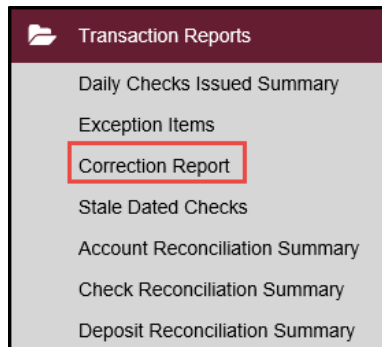 Transaction Reports
Daily Checks Issued Summary
Exception Items
Correction Report
Stale Dated Checks
Account Reconciliation Summary
Check Reconciliation Summary
Deposit Reconciliation Summary